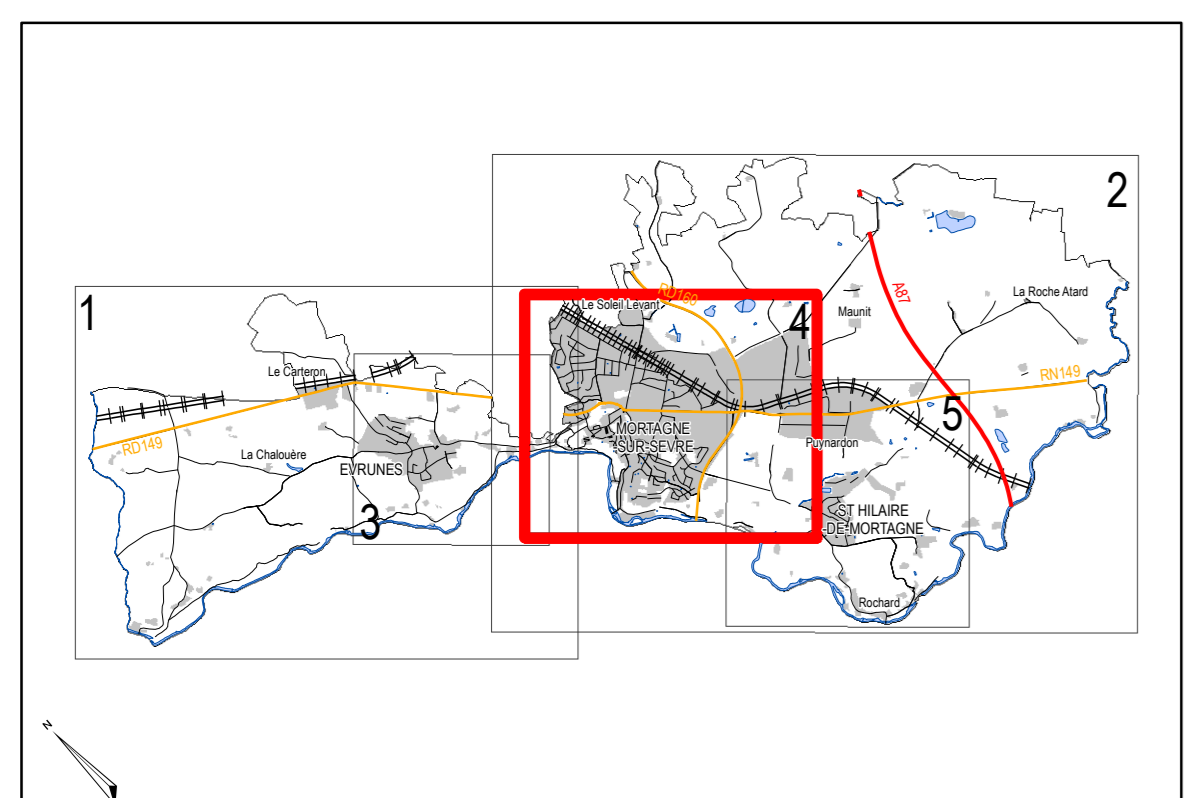 2
La Roche Atard
A87
1
Le Soleil Levant
RD160
4
Maunit
Le Carteron
RN149
RD149
5
MORTAGNE
-SUR-SEVRE
Puynardon
La Chalouère
EVRUNES
3
ST HILAIRE
-DE-MORTAGNE
Rochard
N